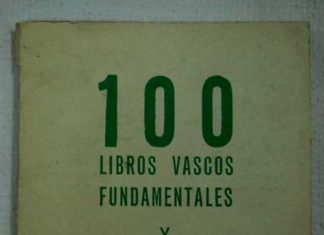 100
LIBROS VASCOS
FUNDAMENTALES
Y